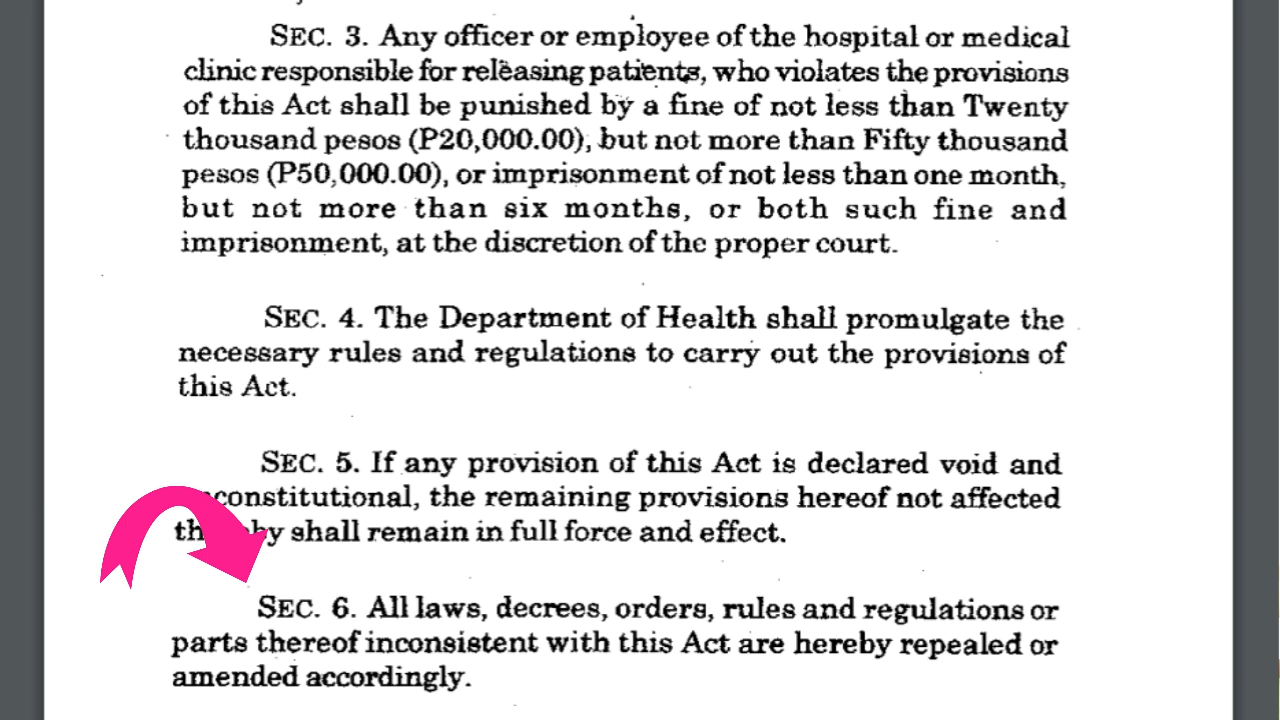 SEC. 3. Any officer or employee of the hospital or medical
clinic responsible for releasing patients, who violates the provisions
of this Act shall be punished by a fine of not less than Twenty
thousand pesos (P20,000.00), but not more than Fifty thousand
pesos (P50,000.00), or imprisonment of not less than one month,
but not more than six months, or both such fine and
imprisonment, at the discretion of the proper court.
SEC. 4. The Department of Health shall promulgate the
necessary rules and regulations to carry out the provisions of
this Act.
SEC. 5. If any provision of this Act is declared void and
the remaining provisions hereof not affected
shall remain in full force and effect.
SEC. 6. All laws, decrees, orders, rules and regulations or
parts thereof inconsistent with this Act are hereby repealed or
amended accordingly.